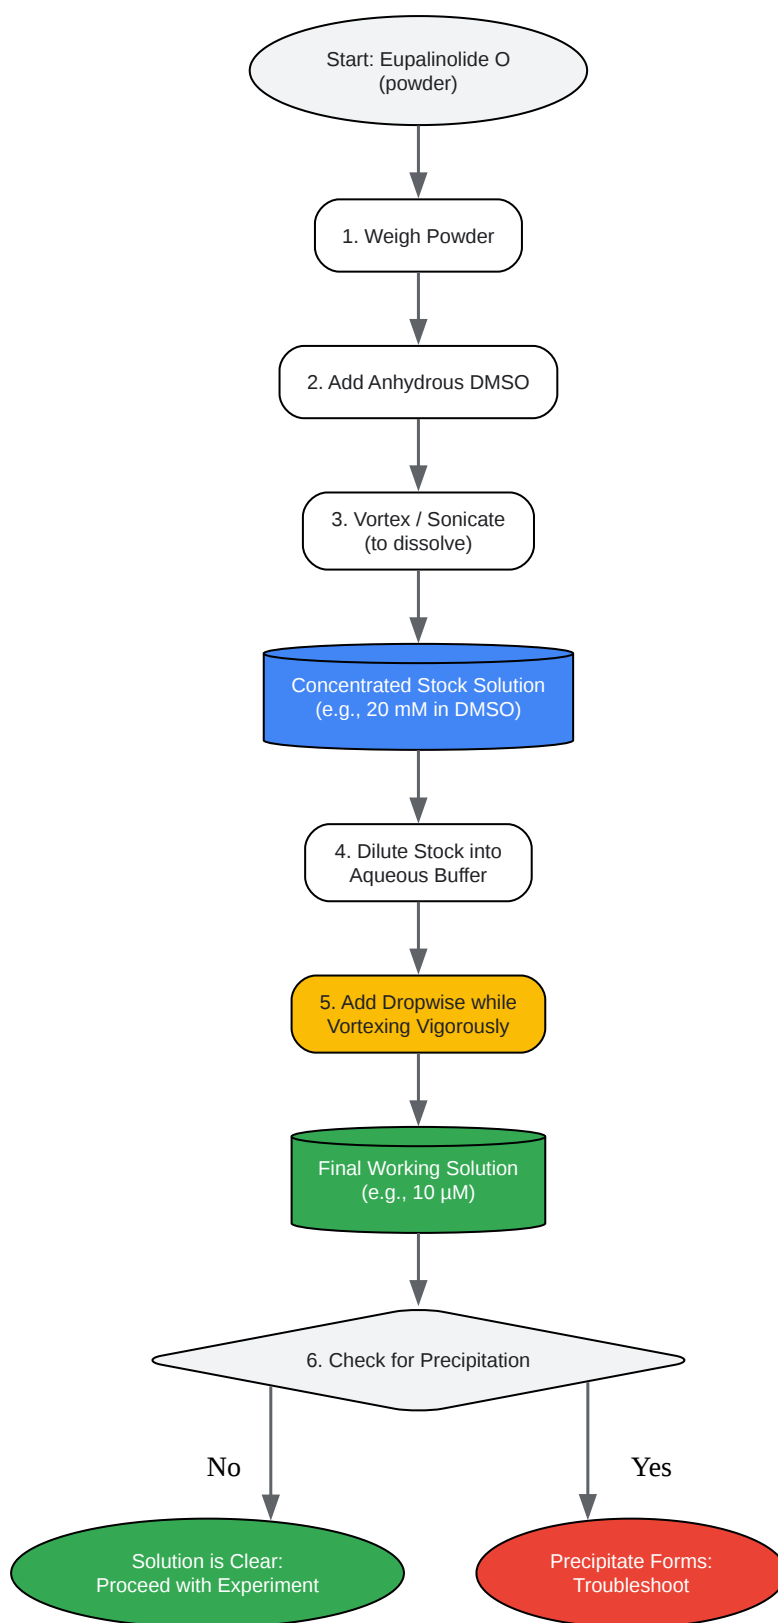 Start: Eupalinolide O
(powder)
1. Weigh Powder
2. Add Anhydrous DMSO
3. Vortex / Sonicate
(to dissolve)
Concentrated Stock Solution
(e.g., 20 mM in DMSO)
4. Dilute Stock into
Aqueous Buffer
5. Add Dropwise while
Vortexing Vigorously
Final Working Solution
(e.g., 10 µM)
6. Check for Precipitation
No
Yes
Solution is Clear:
Proceed with Experiment
Precipitate Forms:
Troubleshoot